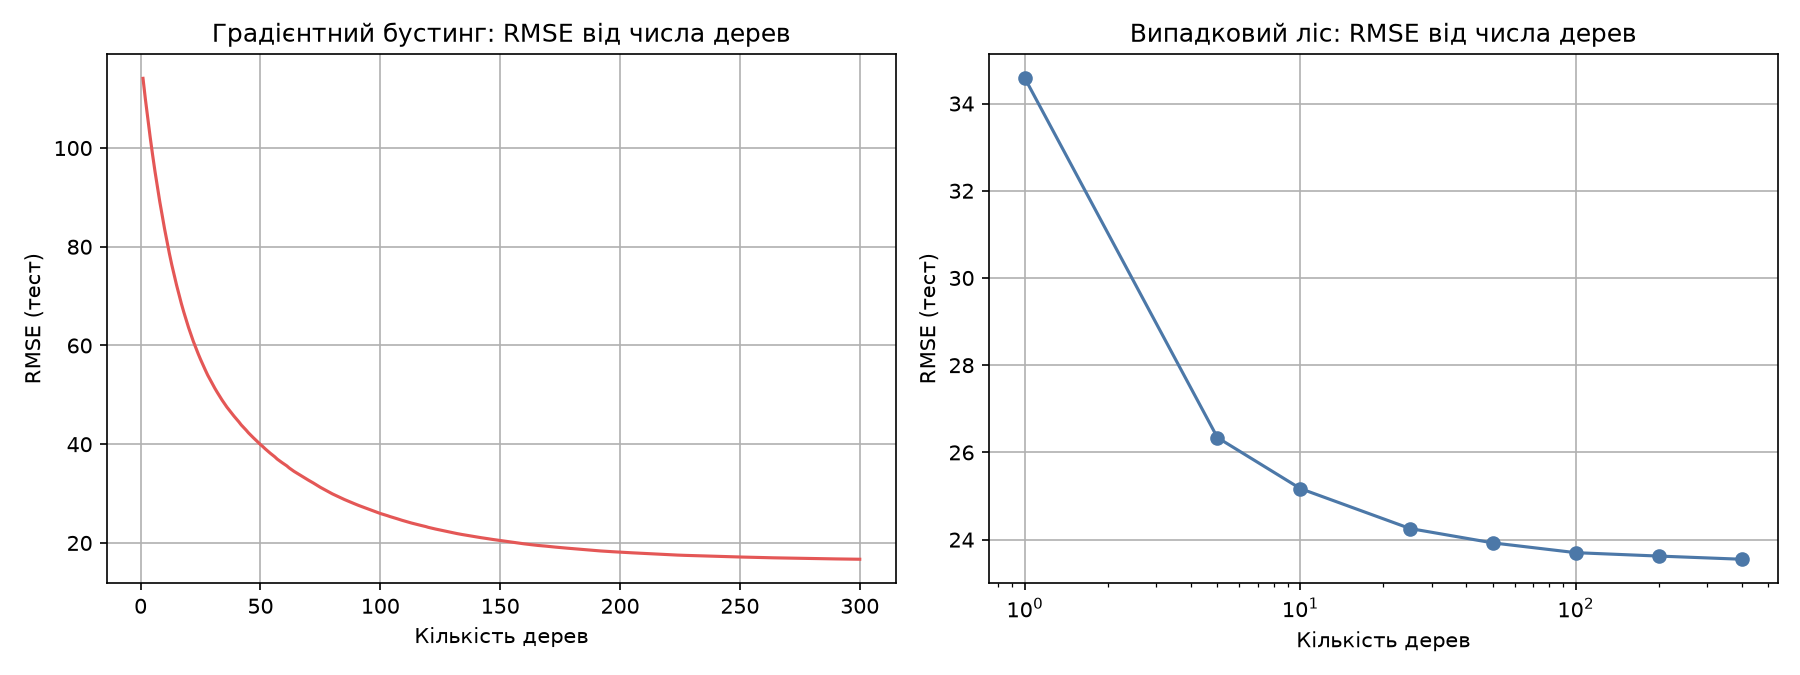 Градієнтний бустинг: RMSE від числа дерев
RMSE (тест)
100
80
60
40
20
0 50 100 150 200 250 300
Кількість дерев
Випадковий ліс: RMSE від числа дерев
RMSE (тест)
34
32
30
28
26
24
10⁰ 10¹ 10²
Кількість дерев